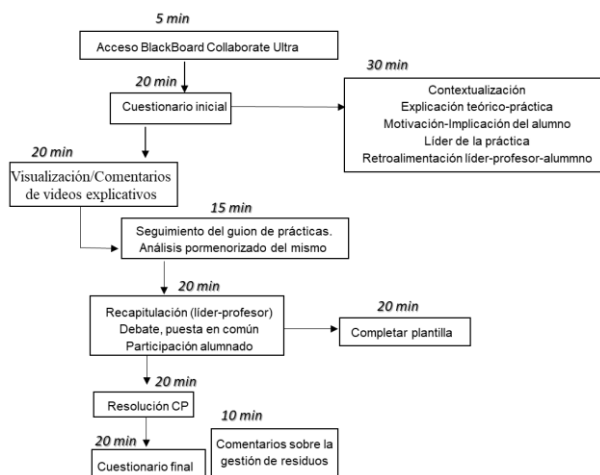 5 min
Acceso BlackBoard Collaborate Ultra
20 min
Cuestionario inicial
30 min
Contextualización
Explicación teórico-práctica
Motivación-Implicación del alumno
Líder de la práctica
Retroalimentación líder-profesor-alummno
20 min
Visualización/Comentarios
de videos explicativos
15 min
Seguimiento del guion de prácticas.
Análisis pormenorizado del mismo
20 min
Recapitulación (líder-profesor)
Debate, puesta en común
Participación alumnado
20 min
Completar plantilla
20 min
Resolución CP
20 min
Cuestionario final
10 min
Comentarios sobre la
gestión de residuos